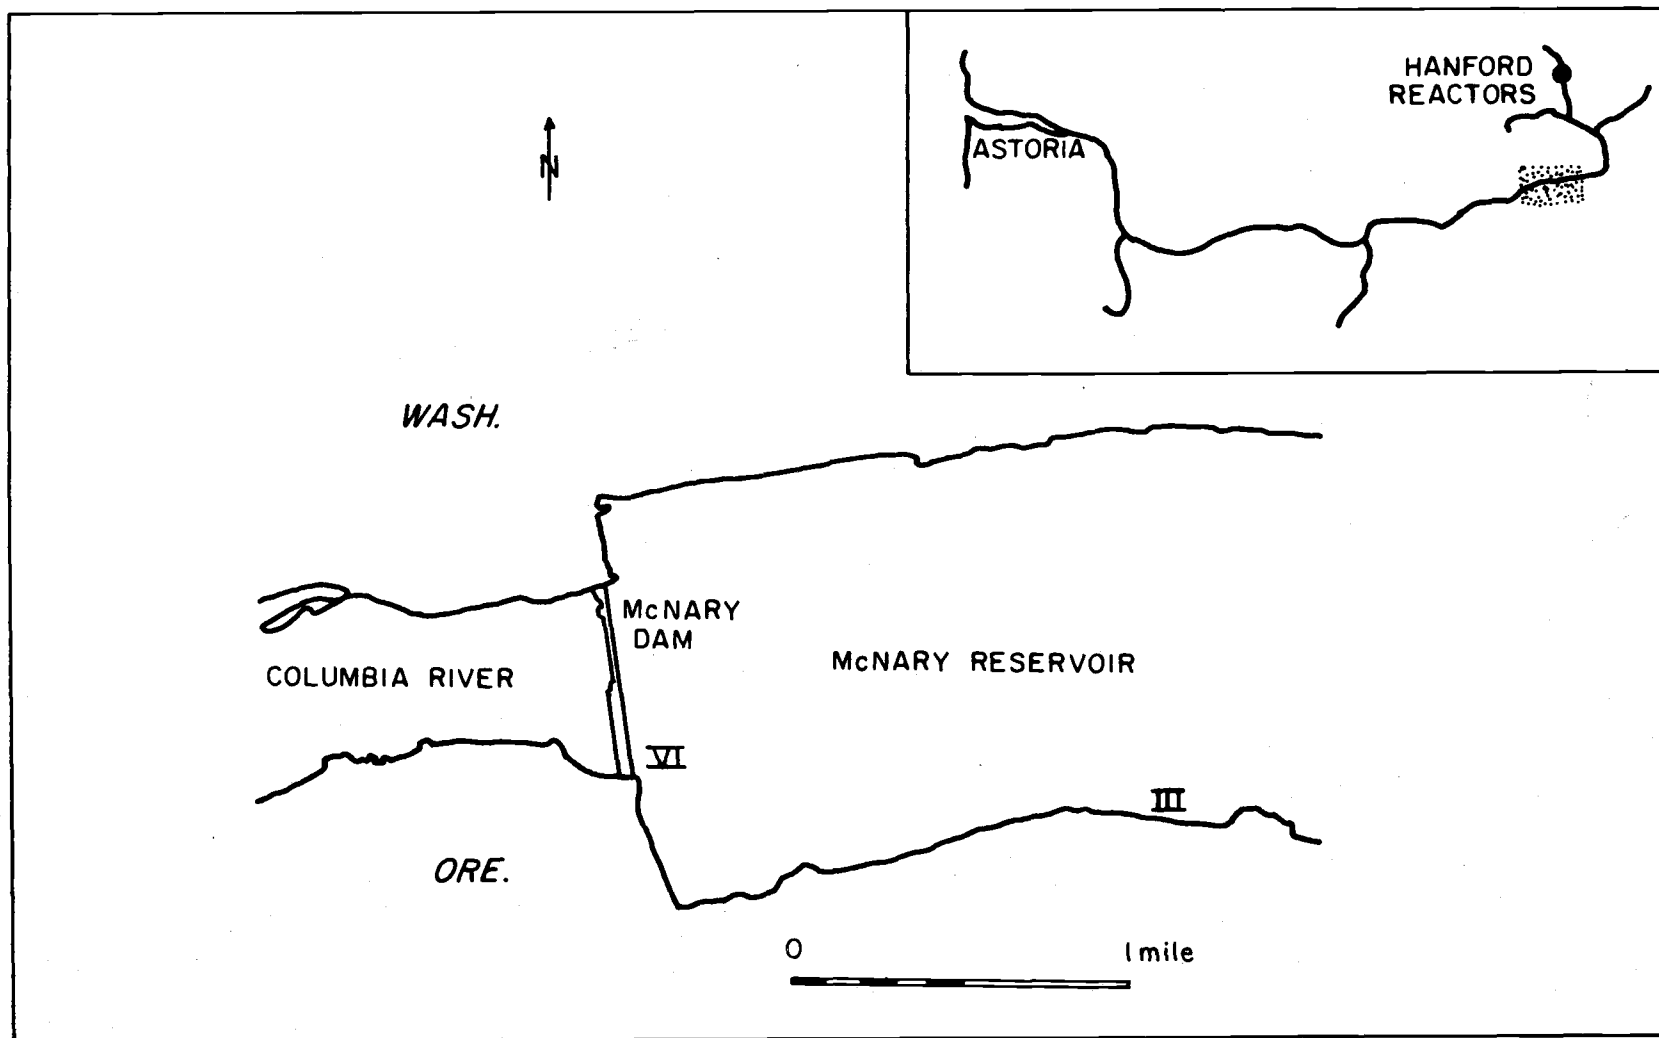 HANFORD
REACTORS
ASTORIA
N
WASH.
McNARY
DAM
McNARY RESERVOIR
COLUMBIA RIVER
VI
III
ORE.
0 1 mile